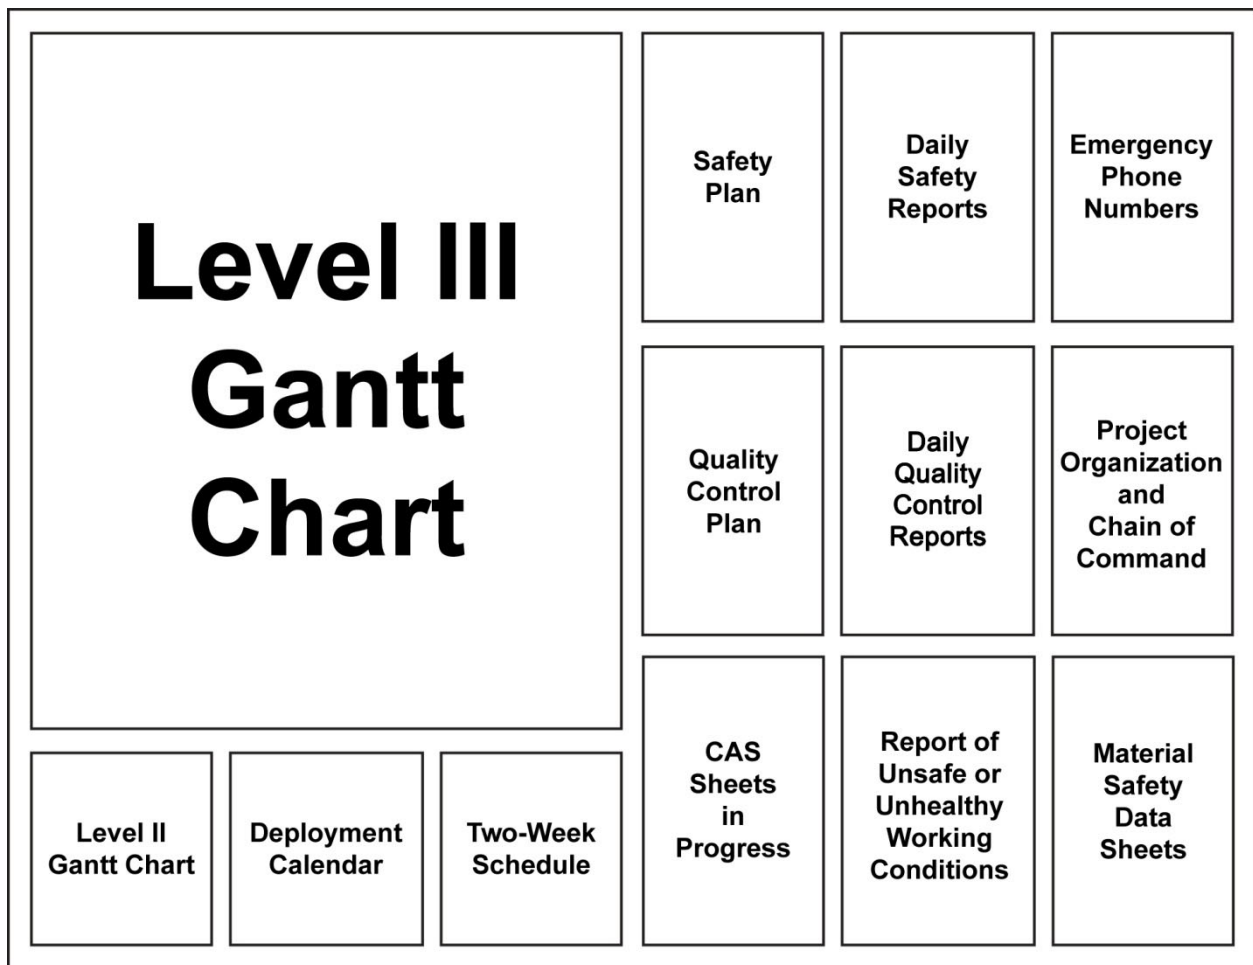 Level III
Gantt
Chart
Safety
Plan
Daily
Safety
Reports
Emergency
Phone
Numbers
Quality
Control
Plan
Daily
Quality
Control
Reports
Project
Organization
and
Chain of
Command
Level II
Gantt Chart
Deployment
Calendar
Two-Week
Schedule
CAS
Sheets
in
Progress
Report of
Unsafe or
Unhealthy
Working
Conditions
Material
Safety
Data
Sheets